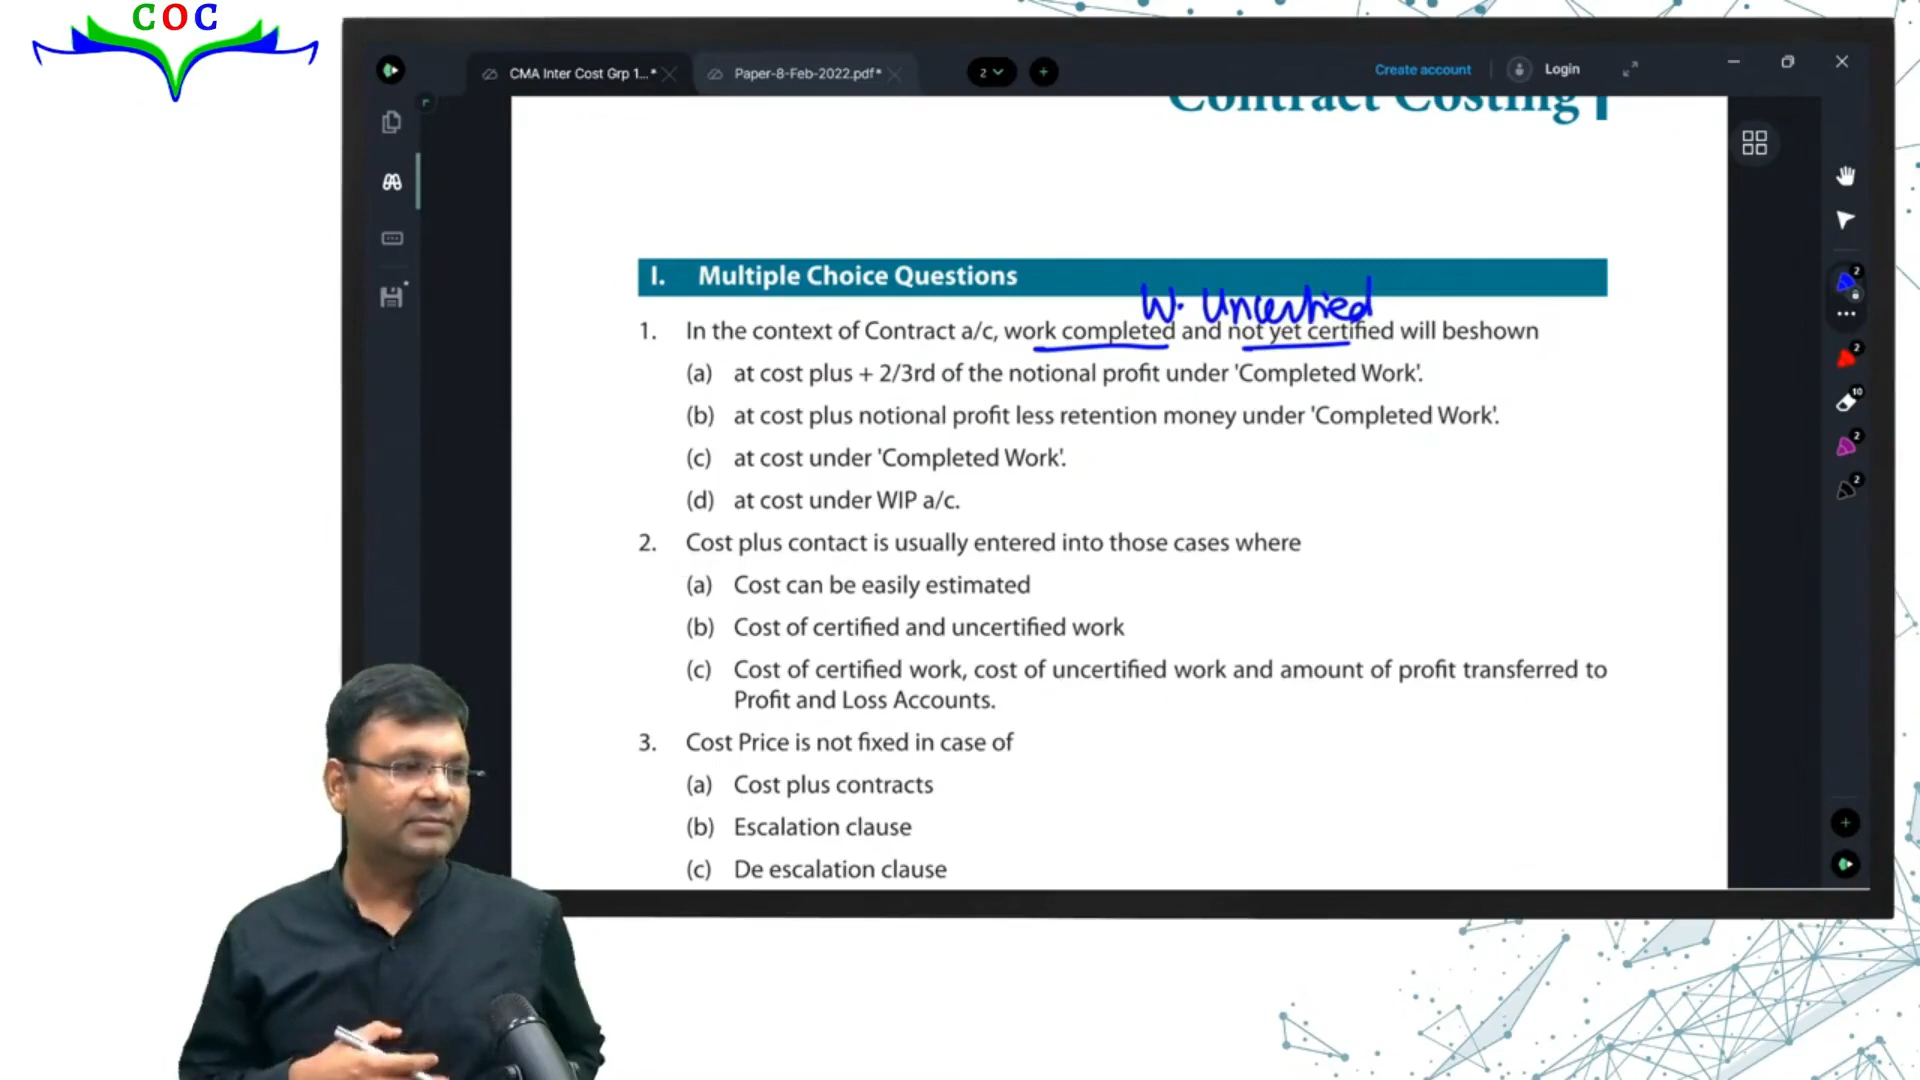 COC
CMA Inter Cost Grp 1...*
Paper-8-Feb-2022.pdf*
2
Create account
Login
Contract Costing
I. Multiple Choice Questions
W. Uncertified
1. In the context of Contract a/c, work completed and not yet certified will beshown
(a) at cost plus + 2/3rd of the notional profit under 'Completed Work'.
(b) at cost plus notional profit less retention money under 'Completed Work'.
(c) at cost under 'Completed Work'.
(d) at cost under WIP a/c.
2. Cost plus contact is usually entered into those cases where
(a) Cost can be easily estimated
(b) Cost of certified and uncertified work
(c) Cost of certified work, cost of uncertified work and amount of profit transferred to
Profit and Loss Accounts.
3. Cost Price is not fixed in case of
(a) Cost plus contracts
(b) Escalation clause
(c) De escalation clause
2
2
10
2
2